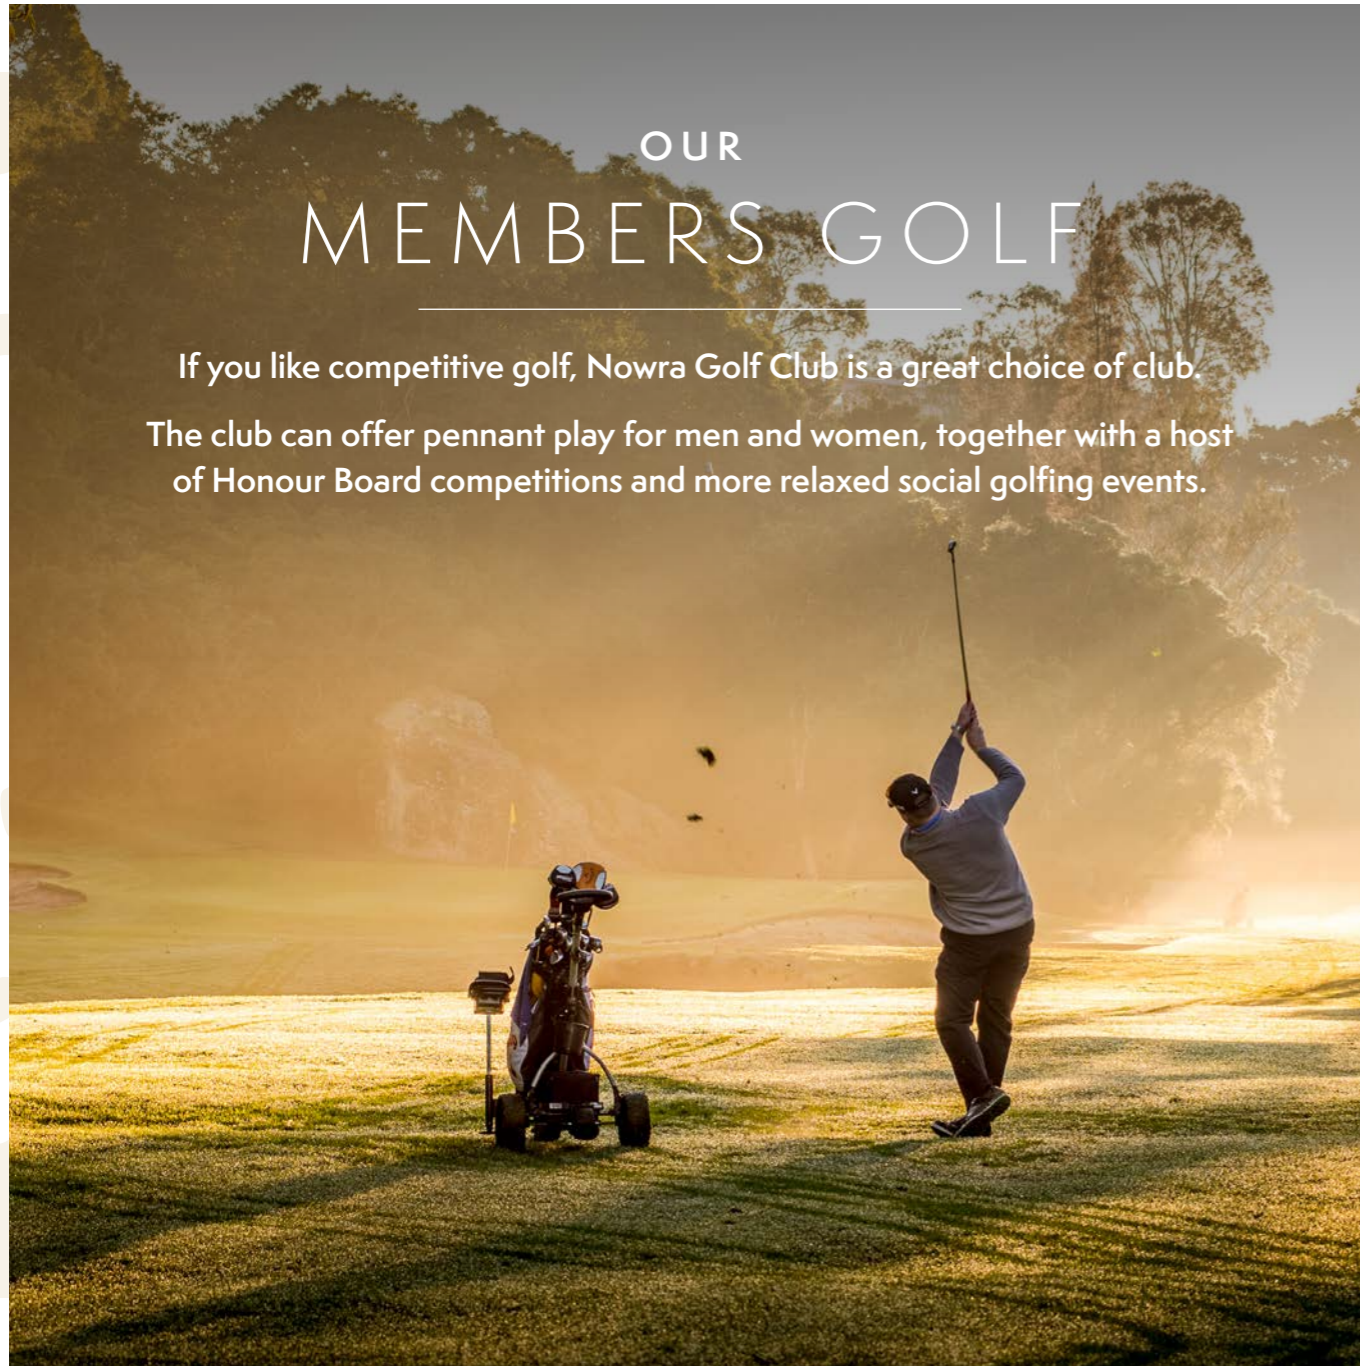 OUR
MEMBERS GOLF
If you like competitive golf, Nowra Golf Club is a great choice of club.
The club can offer pennant play for men and women, together with a host
of Honour Board competitions and more relaxed social golfing events.